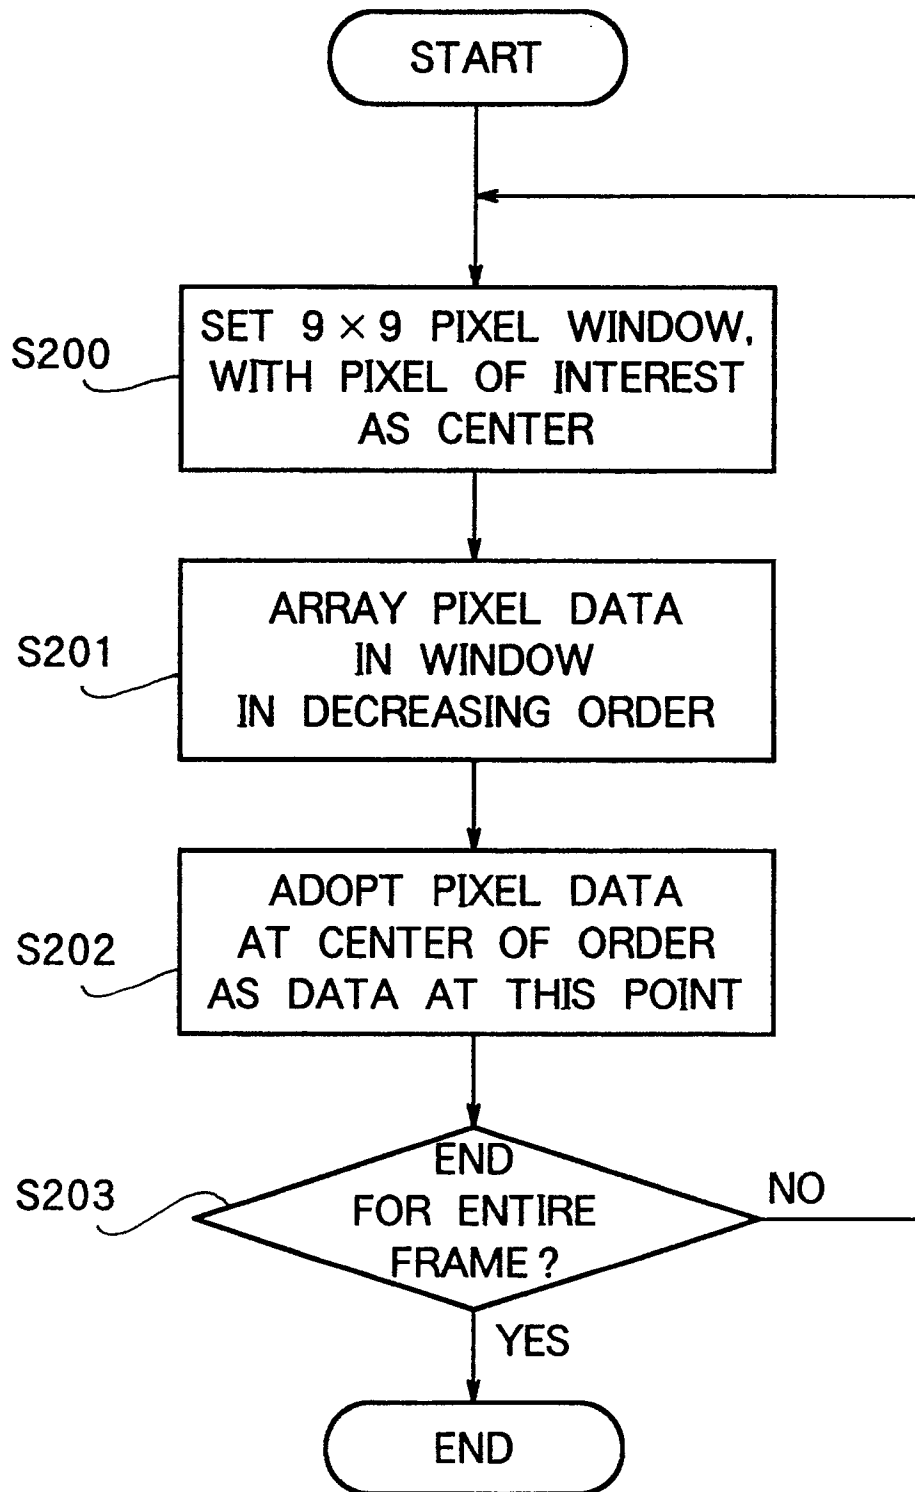 START
S200
SET 9 × 9 PIXEL WINDOW,
WITH PIXEL OF INTEREST
AS CENTER
S201
ARRAY PIXEL DATA
IN WINDOW
IN DECREASING ORDER
S202
ADOPT PIXEL DATA
AT CENTER OF ORDER
AS DATA AT THIS POINT
S203
END
FOR ENTIRE
FRAME?
NO
YES
END